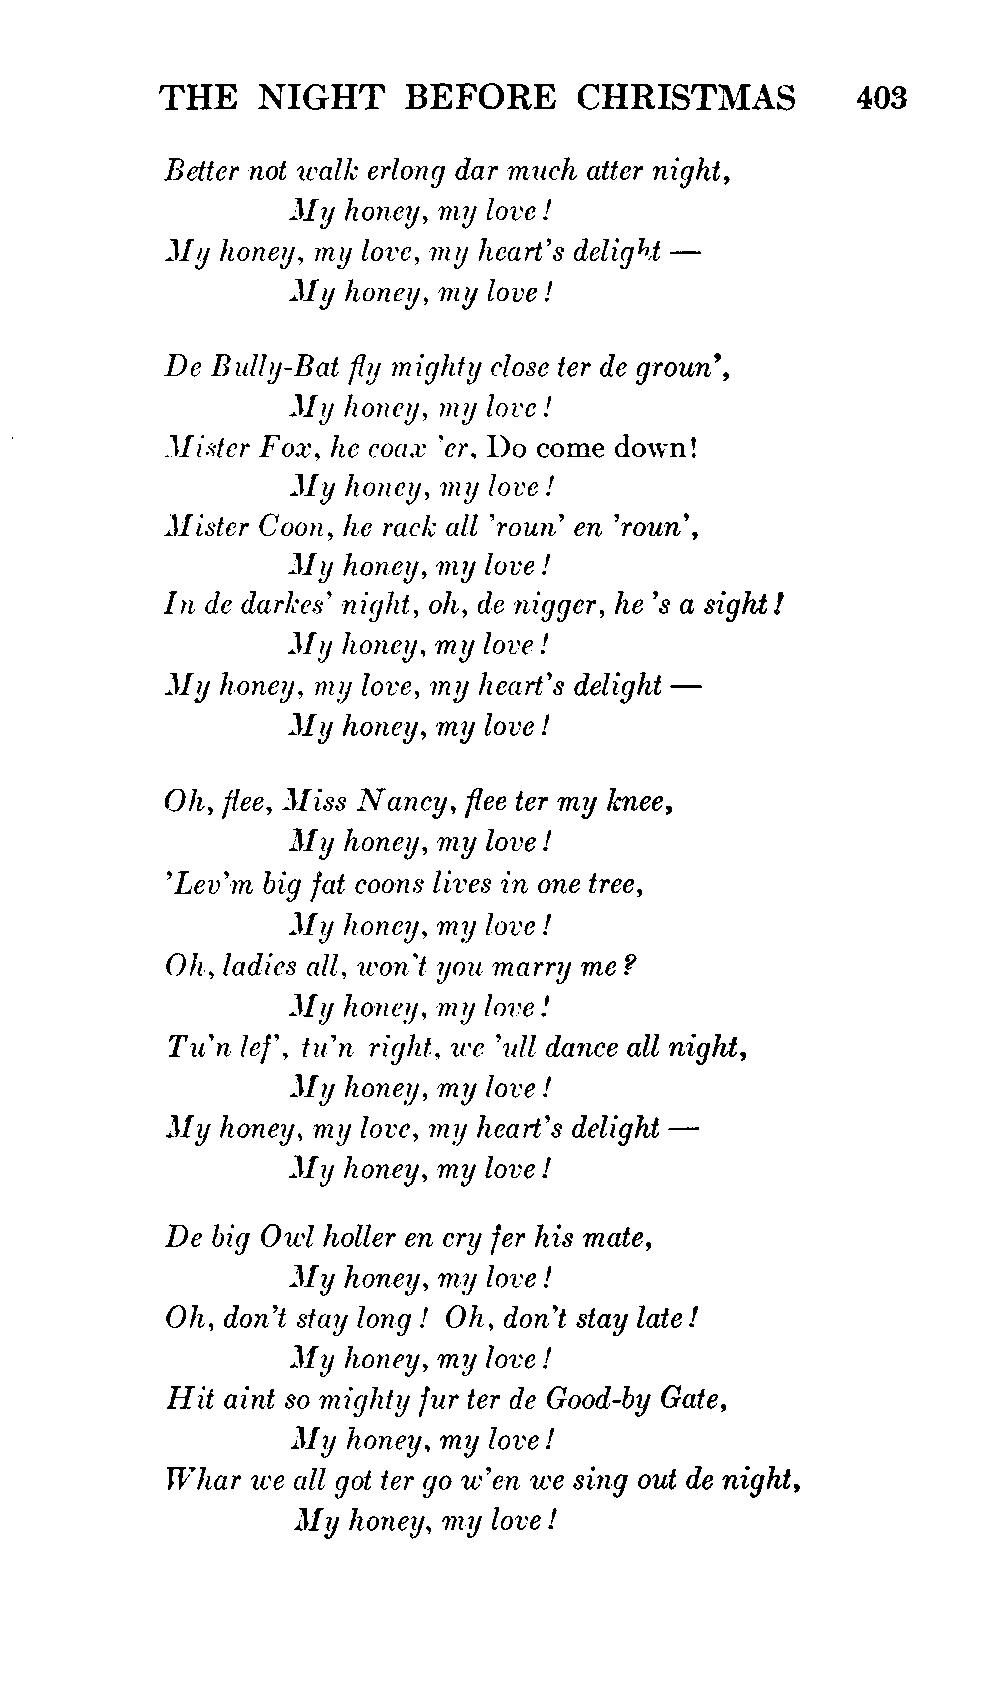 THE NIGHT BEFORE CHRISTMAS 403
Better not walk erlong dar much atter night,
My honey, my love!
My honey, my love, my heart's delight —
My honey, my love!
De Bully-Bat fly mighty close ter de groun',
My honey, my love!
Mister Fox, he coax 'er, Do come down!
My honey, my love!
Mister Coon, he rack all 'roun' en 'roun',
My honey, my love!
In de darkes' night, oh, de nigger, he 's a sight!
My honey, my love!
My honey, my love, my heart's delight —
My honey, my love!
Oh, flee, Miss Nancy, flee ter my knee,
My honey, my love!
'Lev'm big fat coons lives in one tree,
My honey, my love!
Oh, ladies all, won't you marry me?
My honey, my love!
Tu'n lef', tu'n right, we 'ull dance all night,
My honey, my love!
My honey, my love, my heart's delight —
My honey, my love!
De big Owl holler en cry fer his mate,
My honey, my love!
Oh, don't stay long! Oh, don't stay late!
My honey, my love!
Hit aint so mighty fur ter de Good-by Gate,
My honey, my love!
Whar we all got ter go w'en we sing out de night,
My honey, my love!